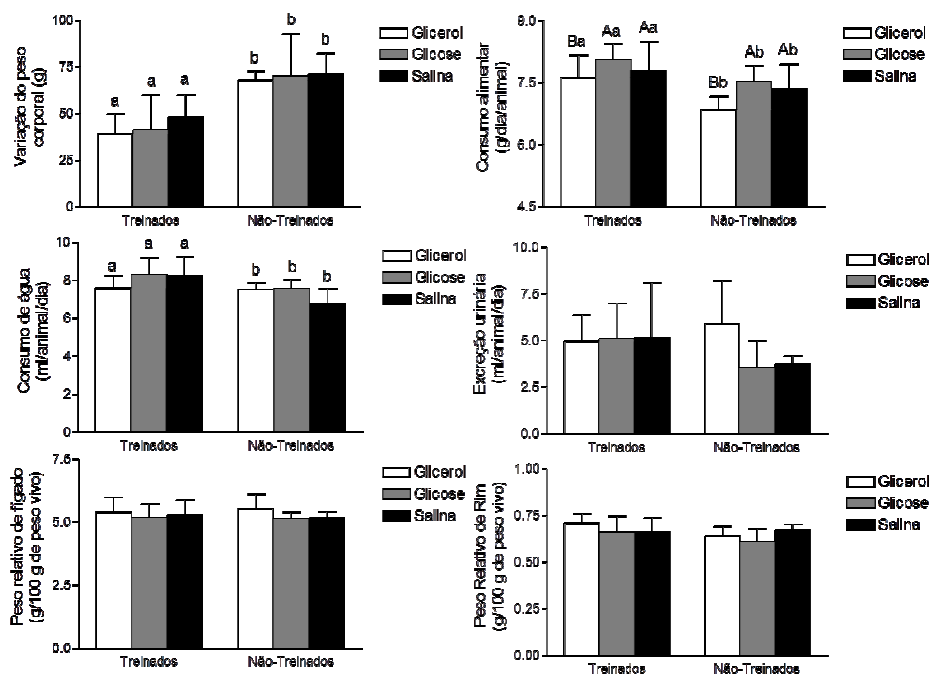 Variação do peso
corporal (g)
100
75
50
25
0
a
a
a
b
b
b
Treinados
Não-Treinados
Glicerol
Glicose
Salina
Consumo alimentar
(g/dia/animal)
9.0
7.5
6.0
4.5
Ba
Aa
Aa
Bb
Ab
Ab
Treinados
Não-Treinados
Glicerol
Glicose
Salina
Consumo de água
(ml/animal/dia)
10
8
6
4
2
0
a
a
a
b
b
b
Treinados
Não-Treinados
Glicerol
Glicose
Salina
Excreção urinária
(ml/animal/dia)
10.0
7.5
5.0
2.5
0.0
Treinados
Não-Treinados
Glicerol
Glicose
Salina
Peso relativo de fígado
(g/100 g de peso vivo)
7.5
5.0
2.5
0.0
Treinados
Não-Treinados
Glicerol
Glicose
Salina
Peso Relativo de Rim
(g/100 g de peso vivo)
1.00
0.75
0.50
0.25
0.00
Treinados
Não-Treinados
Glicerol
Glicose
Salina